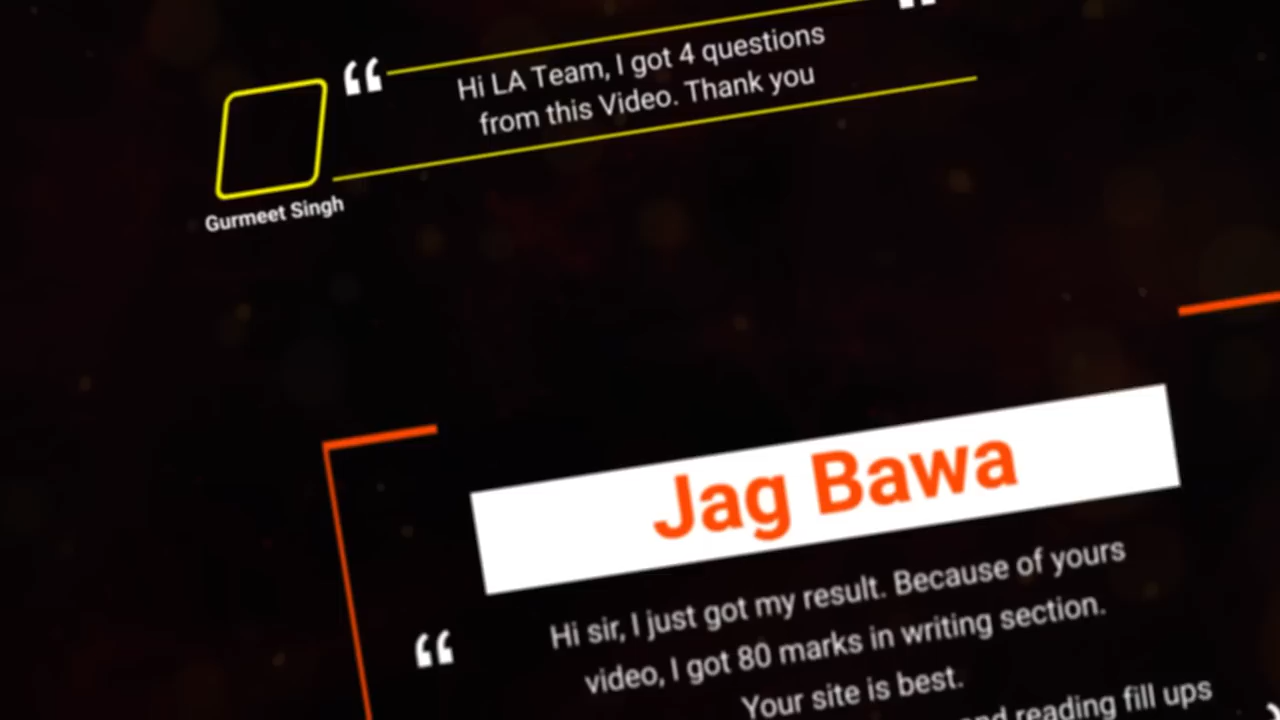 “
Hi LA Team, I got 4 questions
from this Video. Thank you
Gurmeet Singh
Jag Bawa
“
Hi sir, I just got my result. Because of yours
video, I got 80 marks in writing section.
Your site is best.
reading fill ups